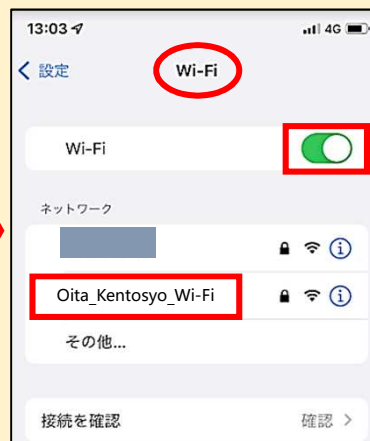 13:03
4G
設定
Wi-Fi
Wi-Fi
ネットワーク
Oita_Kentosyo_Wi-Fi
その他...
接続を確認 確認